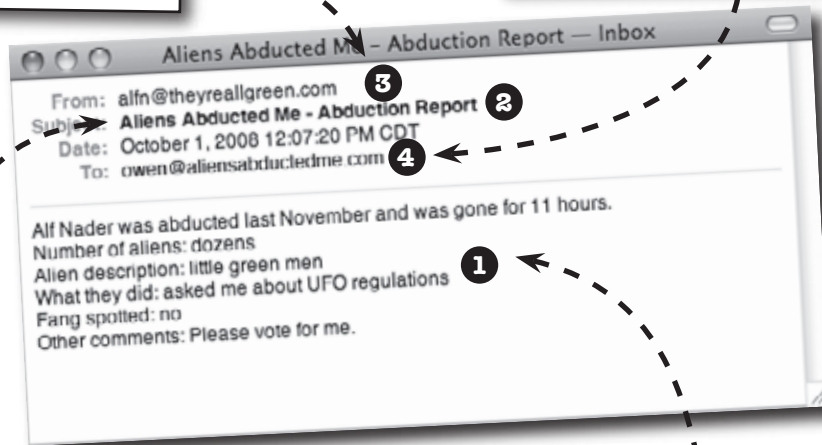 Aliens Abducted Me – Abduction Report — Inbox
From: alfn@theyreallgreen.com 3
Subject: Aliens Abducted Me - Abduction Report 2
Date: October 1, 2008 12:07:20 PM CDT
To: owen@aliensabductedme.com 4
Alf Nader was abducted last November and was gone for 11 hours.
Number of aliens: dozens
Alien description: little green men
What they did: asked me about UFO regulations 1
Fang spotted: no
Other comments: Please vote for me.